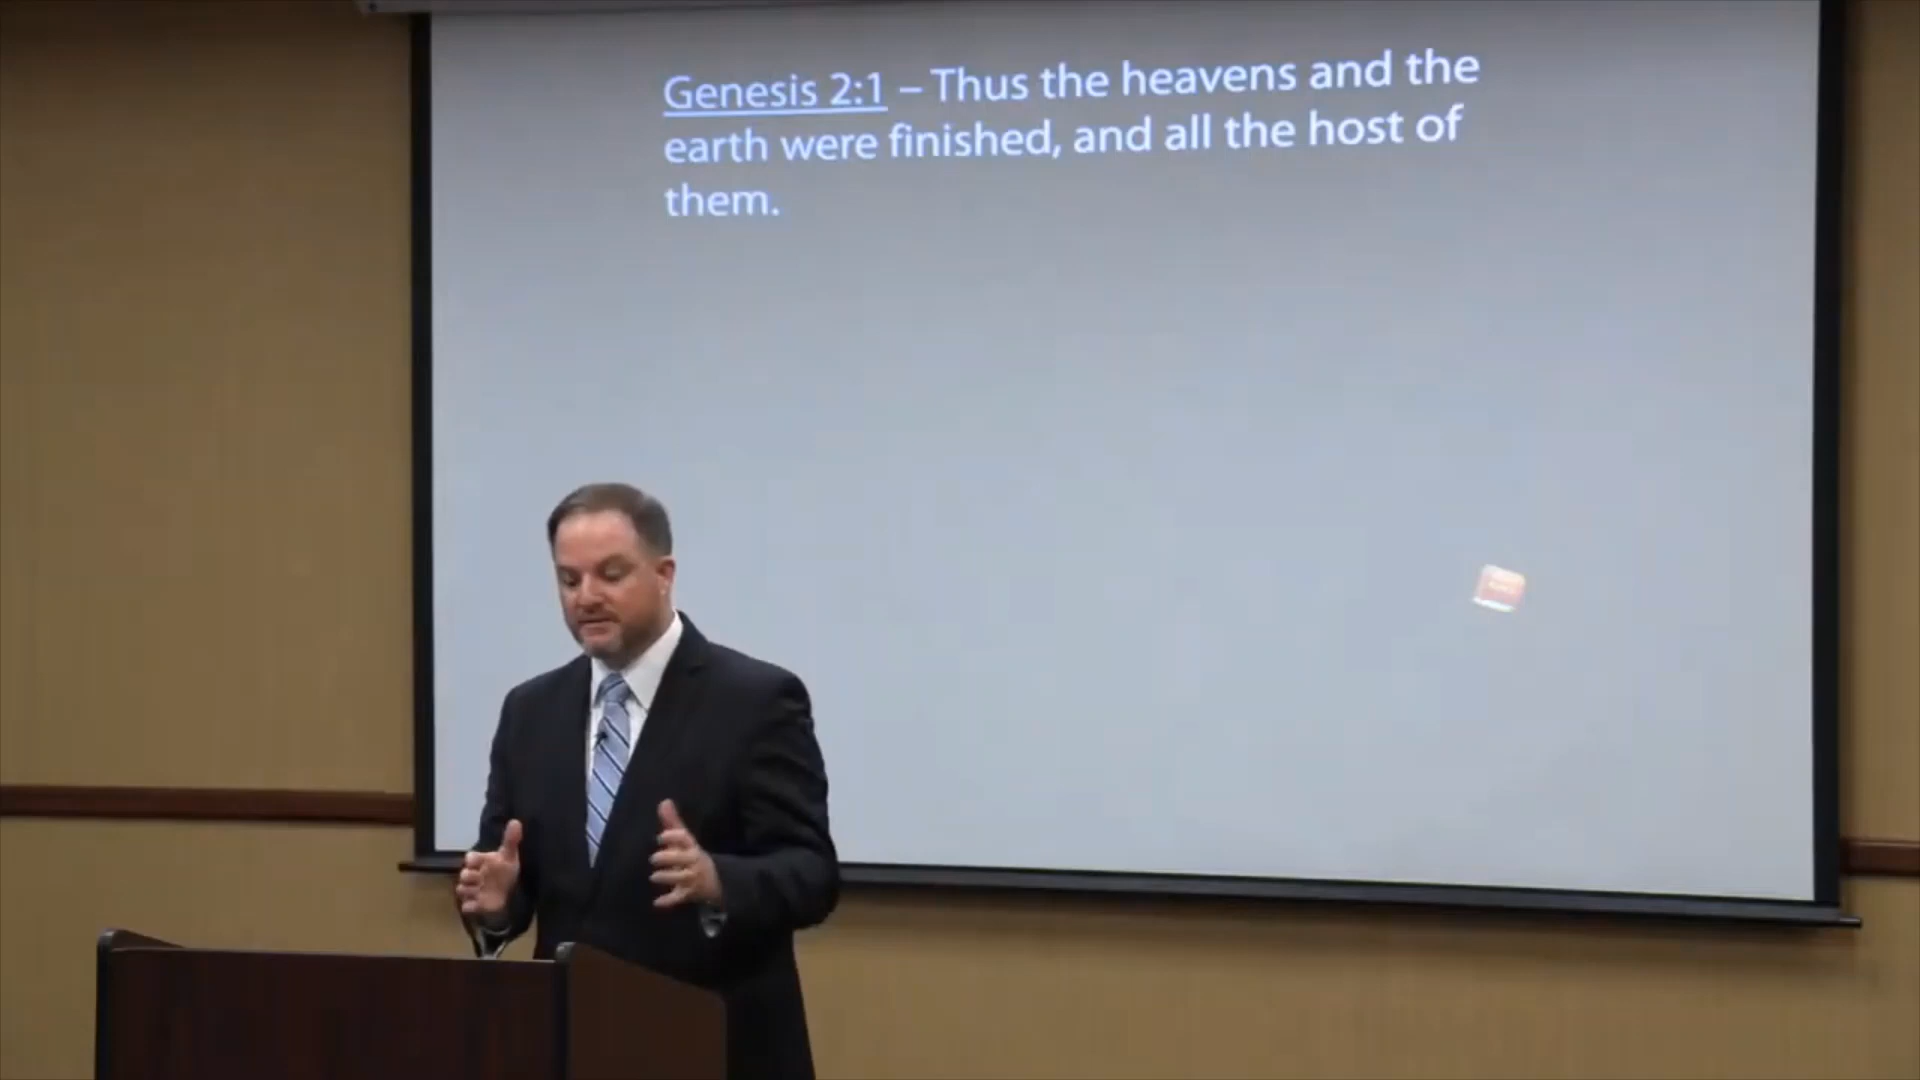 Genesis 2:1 – Thus the heavens and the
earth were finished, and all the host of
them.